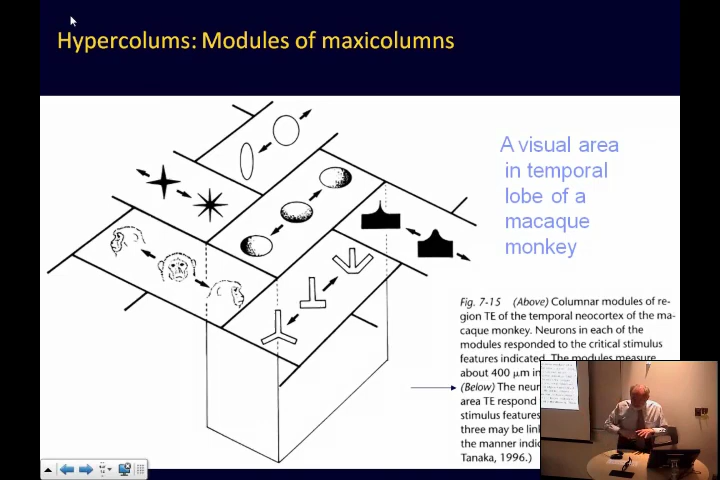 Hypercolums: Modules of maxicolumns
A visual area
in temporal
lobe of a
macaque
monkey
Fig. 7-15 (Above) Columnar modules of re-
gion TE of the temporal neocortex of the ma-
caque monkey. Neurons in each of the
modules responded to the critical stimulus
features indicated. The modules measure
about 400 μm in
(Below) The
area TE respond
stimulus features
three may be
the manner
Tanaka, 1996.)